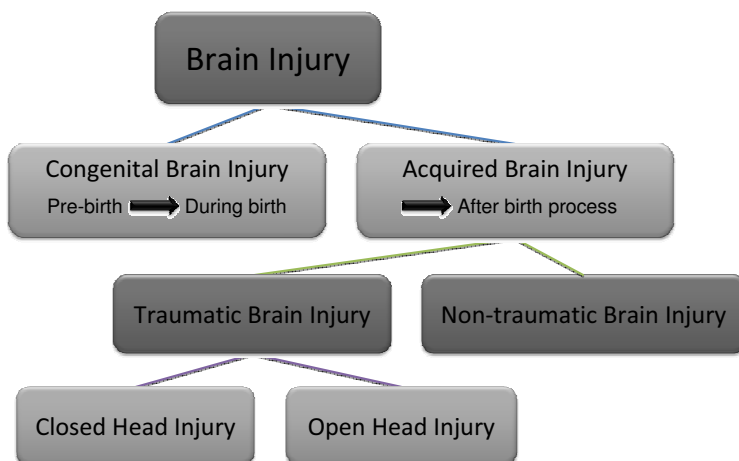 Brain Injury
Congenital Brain Injury
Pre-birth During birth
Acquired Brain Injury
After birth process
Traumatic Brain Injury
Non-traumatic Brain Injury
Closed Head Injury
Open Head Injury